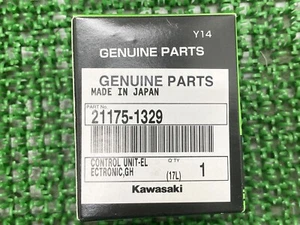 Y14
GENUINE PARTS
GENUINE PARTS
MADE IN JAPAN
PART No.
21175-1329
CONTROL UNIT-EL
ECTRONIC,GH
Q'TY
(17L)
1
Kawasaki